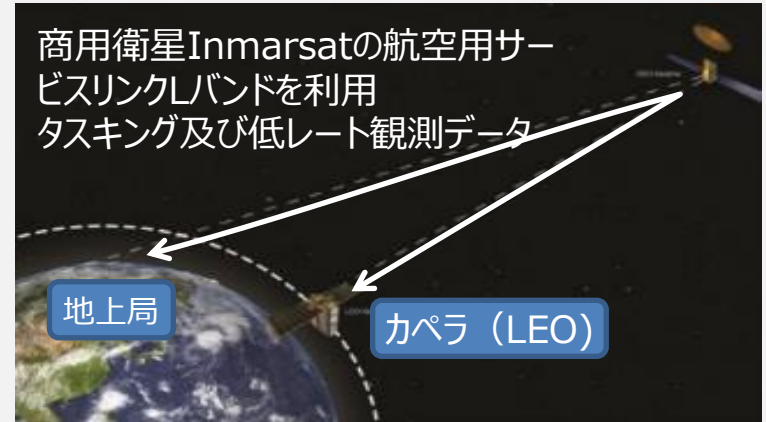 商用衛星Inmarsatの航空用サー
ビスリンクLバンドを利用
タスキング及び低レート観測データ
地上局
カペラ（LEO)